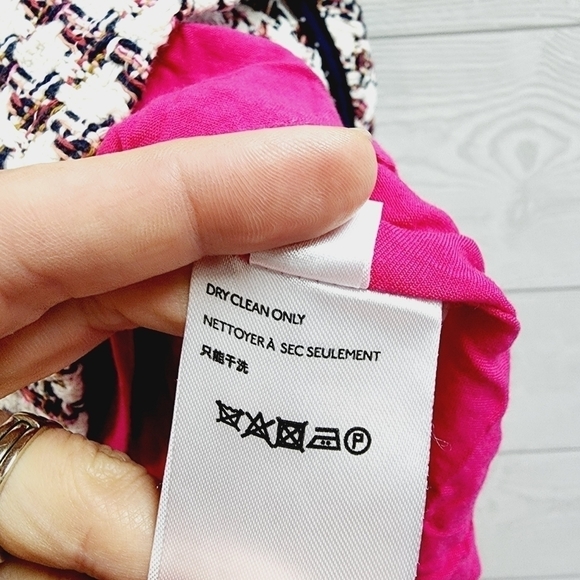 DRY CLEAN ONLY
NETTOYER À SEC SEULEMENT
只能干洗
P